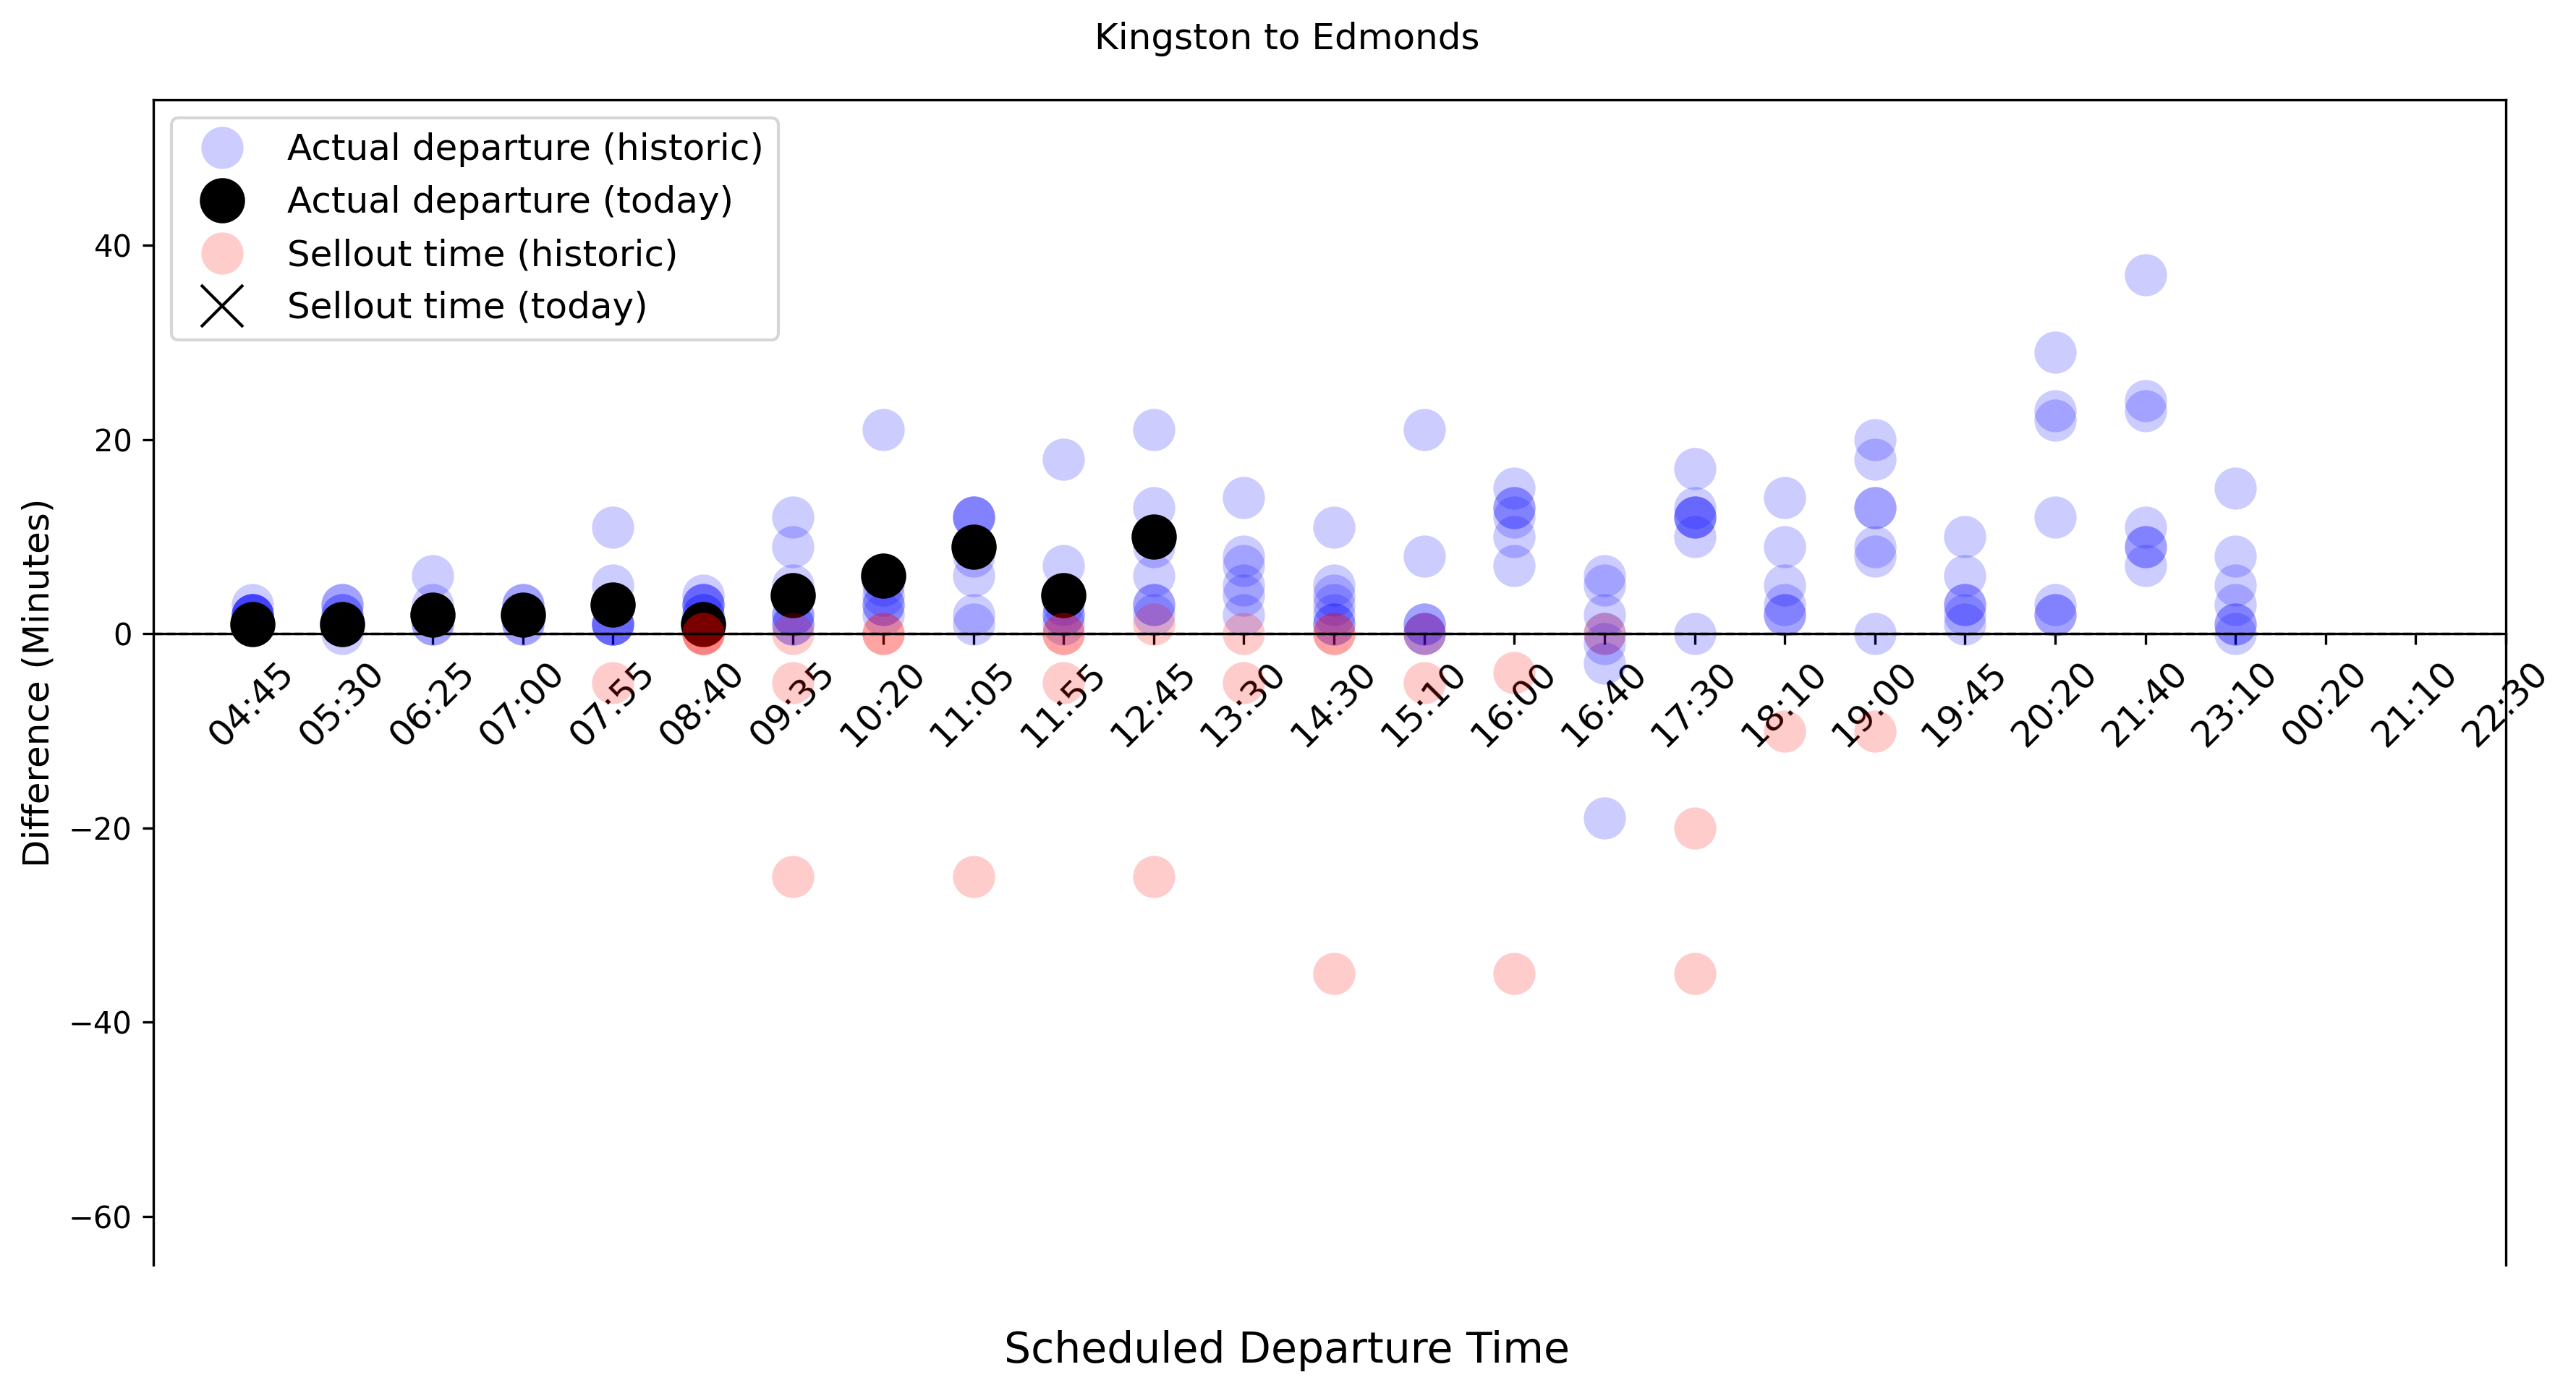 Kingston to Edmonds
Actual departure (historic)
Actual departure (today)
Sellout time (historic)
Sellout time (today)
Difference (Minutes)
40
20
0
−20
−40
−60
04:45 05:30 06:25 07:00 07:55 08:40 09:35 10:20 11:05 11:55 12:45 13:30 14:30 15:10 16:00 16:40 17:30 18:10 19:00 19:45 20:20 21:40 23:10 00:20 21:10 22:30
Scheduled Departure Time